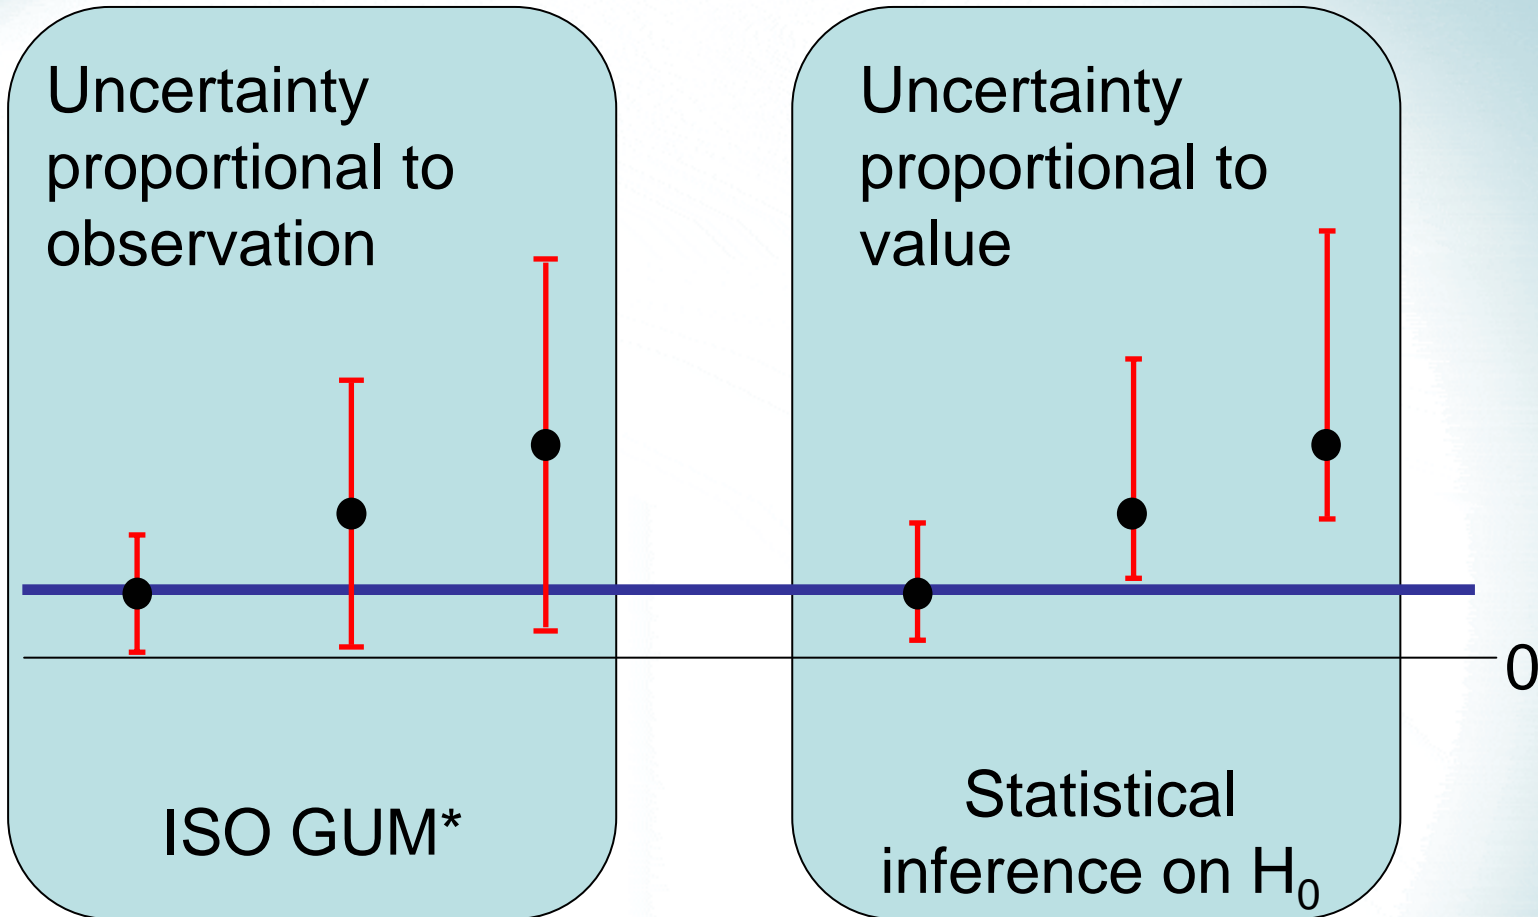 Uncertainty
proportional to
observation
Uncertainty
proportional to
value
0
ISO GUM*
Statistical
inference on H₀